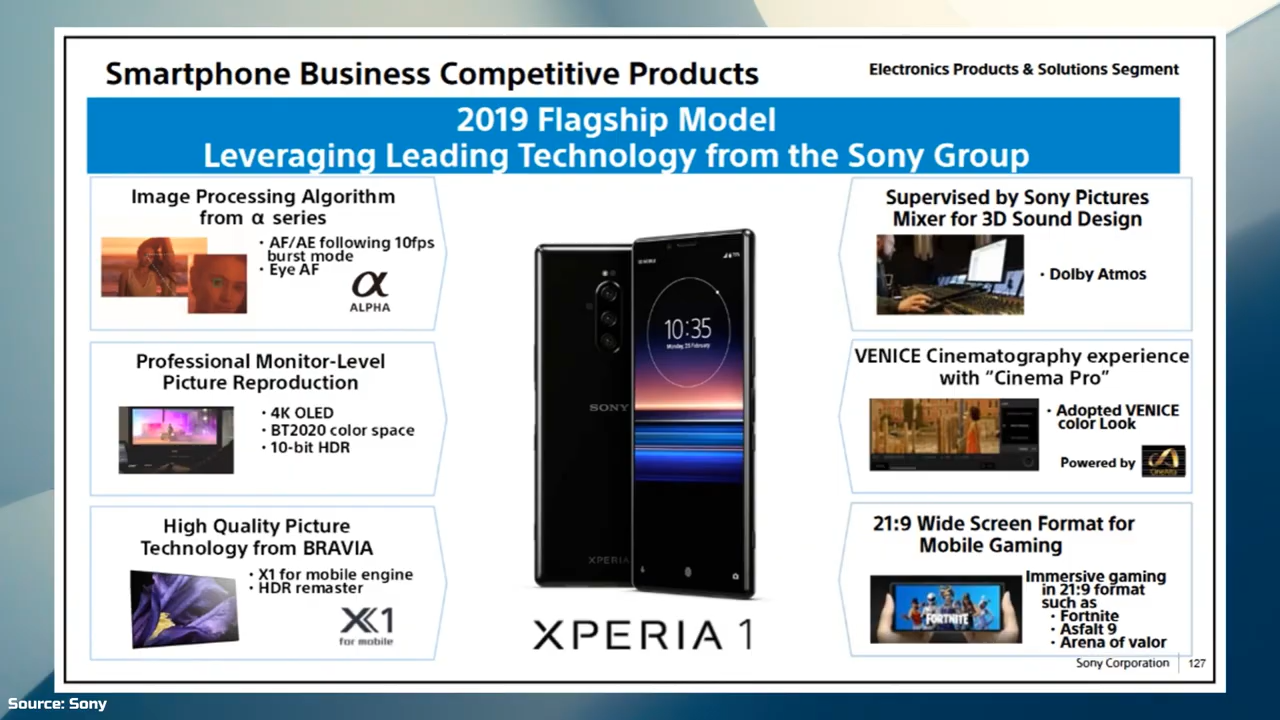 Smartphone Business Competitive Products
Electronics Products & Solutions Segment
2019 Flagship Model
Leveraging Leading Technology from the Sony Group
Image Processing Algorithm
from α series
・AF/AE following 10fps
burst mode
・Eye AF
α
ALPHA
Professional Monitor-Level
Picture Reproduction
・4K OLED
・BT2020 color space
・10-bit HDR
High Quality Picture
Technology from BRAVIA
・X1 for mobile engine
・HDR remaster
X1
for mobile
10:35
Monday, 25 February
SONY
XPERIA
XPERIA 1
Supervised by Sony Pictures
Mixer for 3D Sound Design
・Dolby Atmos
VENICE Cinematography experience
with “Cinema Pro”
・Adopted VENICE
color Look
Powered by
CineAlta
21:9 Wide Screen Format for
Mobile Gaming
FORTNITE
Immersive gaming
in 21:9 format
such as
・Fortnite
・Asfalt 9
・Arena of valor
Sony Corporation
127
Source: Sony